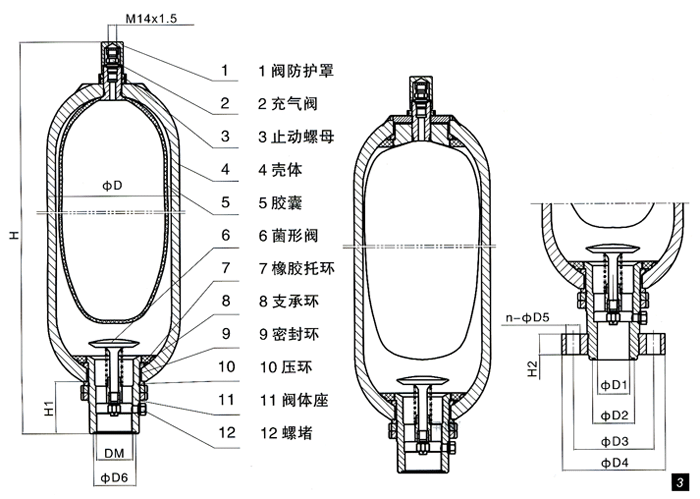 M14x1.5
1 1 阀防护罩
2 2 充气阀
3 3 止动螺母
4 4 壳体
5 5 胶囊
6 6 菌形阀
7 7 橡胶托环
8 8 支承环
9 9 密封环
10 10 压环
11 11 阀体座
12 12 螺堵
H
ΦD
H1
DM
ΦD6
n-ΦD5
H2
ΦD1
ΦD2
ΦD3
ΦD4
3